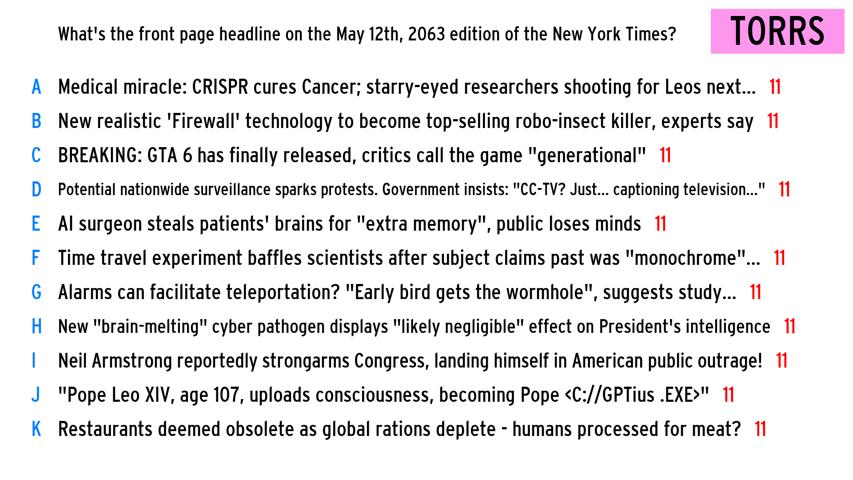 What's the front page headline on the May 12th, 2063 edition of the New York Times? TORRS
A Medical miracle: CRISPR cures Cancer; starry-eyed researchers shooting for Leos next... 11
B New realistic 'Firewall' technology to become top-selling robo-insect killer, experts say 11
C BREAKING: GTA 6 has finally released, critics call the game "generational" 11
D Potential nationwide surveillance sparks protests. Government insists: "CC-TV? Just... captioning television..." 11
E AI surgeon steals patients' brains for "extra memory", public loses minds 11
F Time travel experiment baffles scientists after subject claims past was "monochrome"... 11
G Alarms can facilitate teleportation? "Early bird gets the wormhole", suggests study... 11
H New "brain-melting" cyber pathogen displays "likely negligible" effect on President's intelligence 11
I Neil Armstrong reportedly strongarms Congress, landing himself in American public outrage! 11
J "Pope Leo XIV, age 107, uploads consciousness, becoming Pope <C://GPTius .EXE>" 11
K Restaurants deemed obsolete as global rations deplete - humans processed for meat? 11